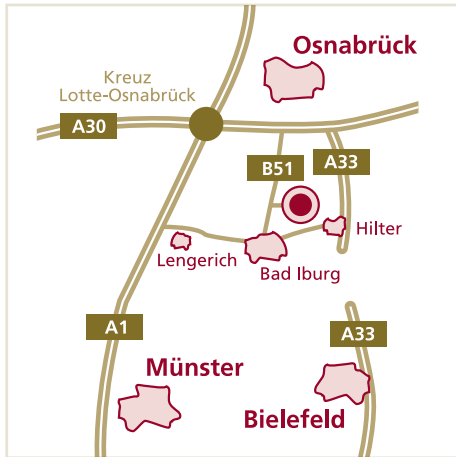 Osnabrück
Kreuz
Lotte-Osnabrück
A30
B51
A33
Hilter
Lengerich
Bad Iburg
A1
A33
Münster
Bielefeld